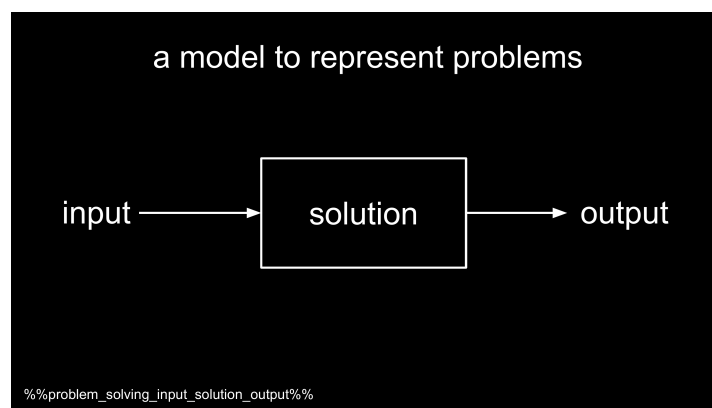 a model to represent problems
input
solution
output
%%problem_solving_input_solution_output%%